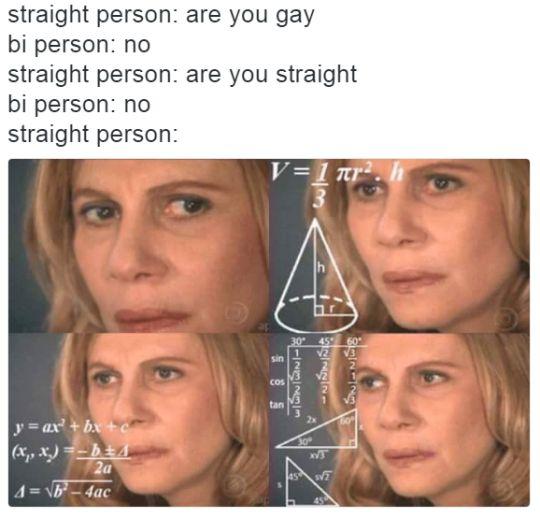 straight person: are you gay
bi person: no
straight person: are you straight
bi person: no
straight person:
V = 1/3 πr² . h
h
r
30° 45° 60°
sin 1/2 √2/2 √3/2
cos √3/2 √2/2 1/2
tan √3/3 1 √3
2x 60° x
30°
x√3
y = ax² + bx + c
(x₁, x₂) = -b ± Δ
2a
Δ = √b² - 4ac
45° s√2
s
45°